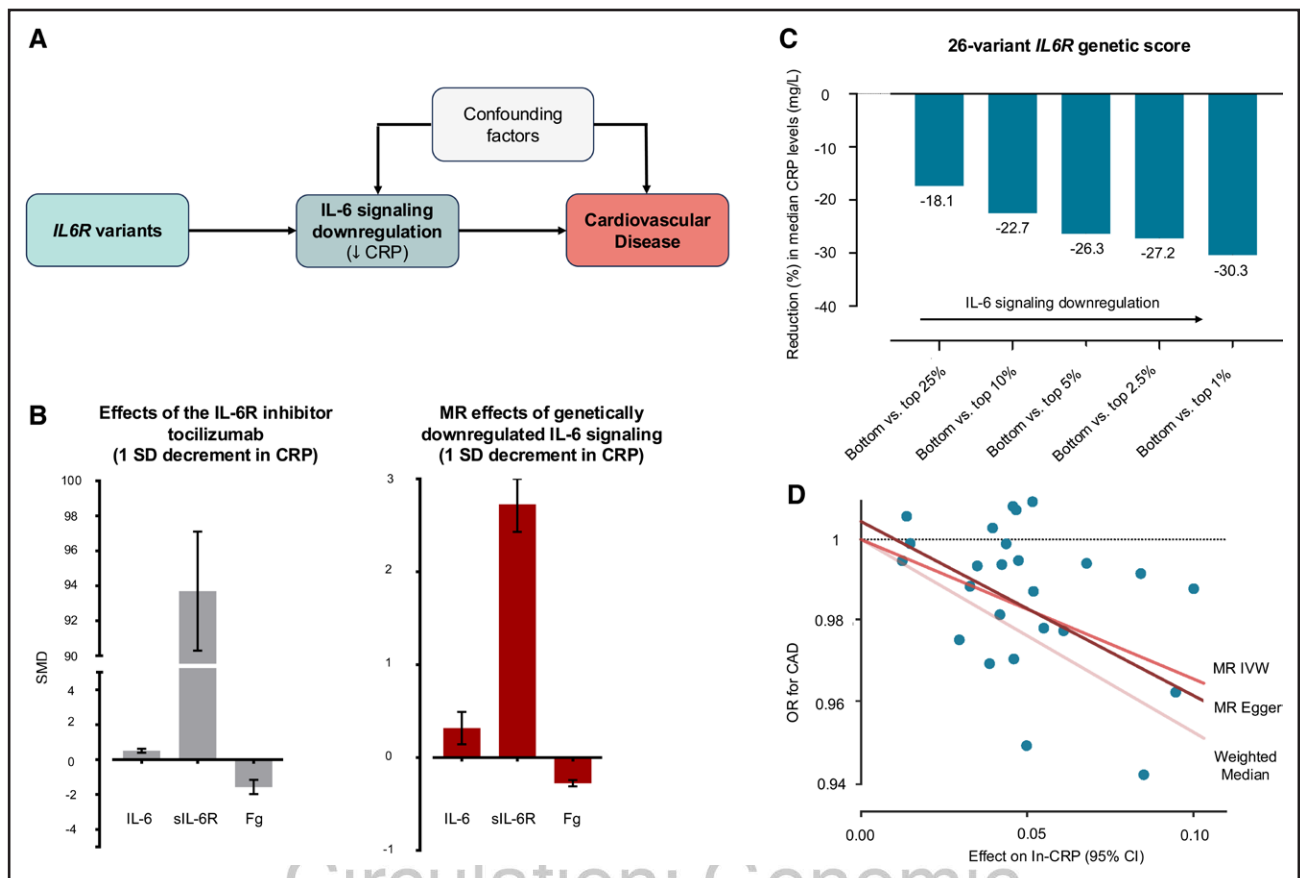 A
Confounding
factors
IL6R variants
IL-6 signaling
downregulation
(↓ CRP)
Cardiovascular
Disease
B
Effects of the IL-6R inhibitor
tocilizumab
(1 SD decrement in CRP)
SMD
100
98
96
94
92
90
4
2
0
-2
-4
IL-6
sIL-6R
Fg
MR effects of genetically
downregulated IL-6 signaling
(1 SD decrement in CRP)
3
2
1
0
-1
IL-6
sIL-6R
Fg
C
26-variant IL6R genetic score
Reduction (%) in median CRP levels (mg/L)
0
-10
-20
-30
-40
-18.1
-22.7
-26.3
-27.2
-30.3
IL-6 signaling downregulation
Bottom vs. top 25%
Bottom vs. top 10%
Bottom vs. top 5%
Bottom vs. top 2.5%
Bottom vs. top 1%
D
OR for CAD
1
0.98
0.96
0.94
MR IVW
MR Egger
Weighted
Median
0.00
0.05
0.10
Effect on ln-CRP (95% CI)
Circulation: Genomic